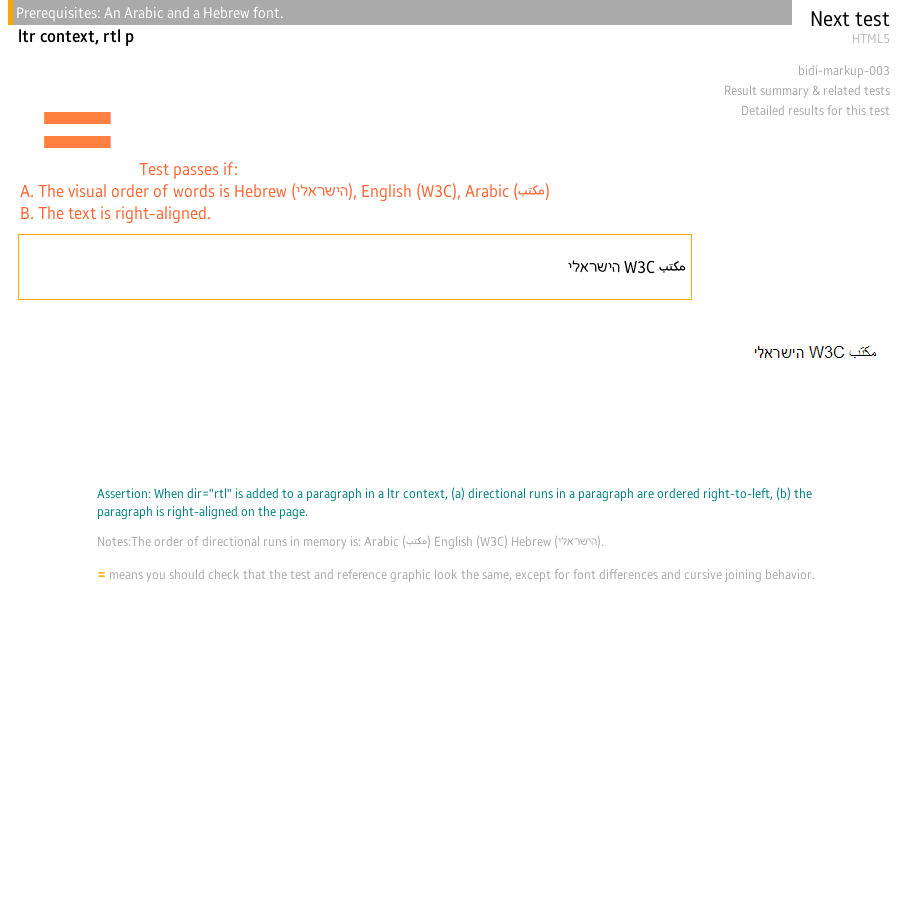 Prerequisites: An Arabic and a Hebrew font.
Next test
ltr context, rtl p
HTML5
bidi-markup-003
Result summary & related tests
Detailed results for this test
=
Test passes if:
A. The visual order of words is Hebrew (הישראלי), English (W3C), Arabic (مكتب)
B. The text is right-aligned.
مكتب W3C הישראלי
مكتب W3C הישראלי
Assertion: When dir="rtl" is added to a paragraph in a ltr context, (a) directional runs in a paragraph are ordered right-to-left, (b) the
paragraph is right-aligned on the page.
Notes:The order of directional runs in memory is: Arabic (مكتب) English (W3C) Hebrew (הישראלי).
= means you should check that the test and reference graphic look the same, except for font differences and cursive joining behavior.